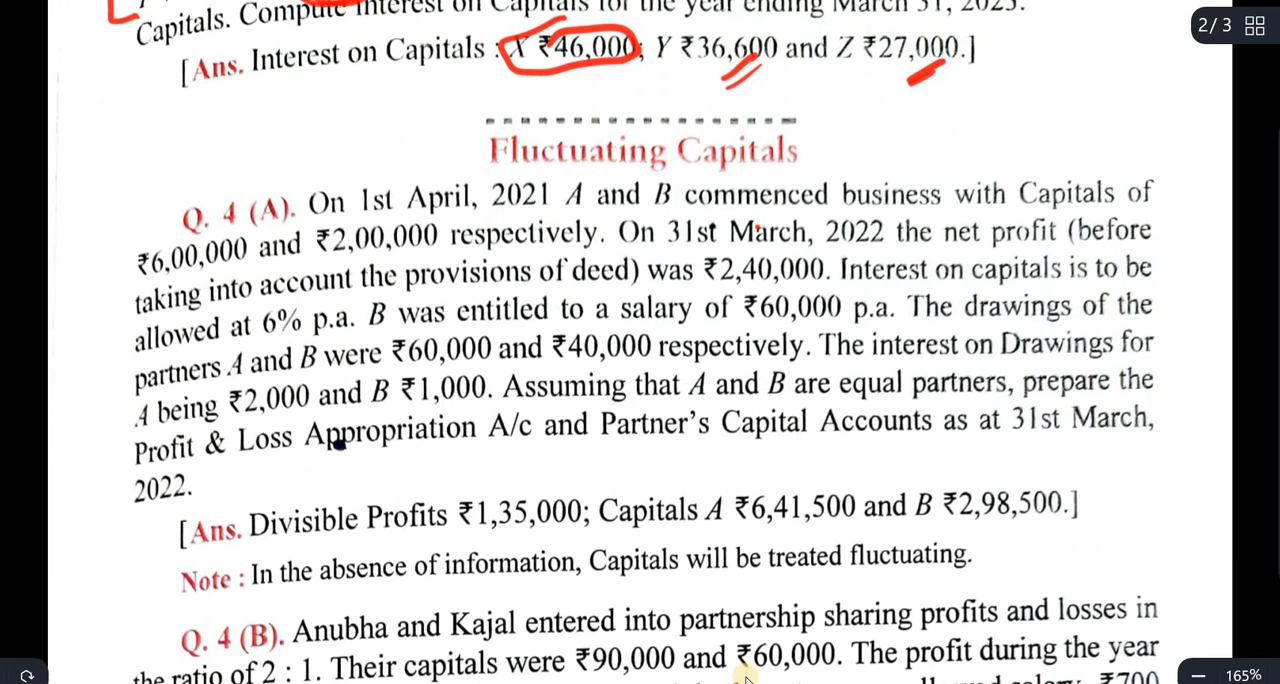 Capitals. Compute Interest on Capitals for the year ending March 31, 2023.
[Ans. Interest on Capitals : X ₹46,000; Y ₹36,600 and Z ₹27,000.]
2 / 3
Fluctuating Capitals
Q. 4 (A). On 1st April, 2021 A and B commenced business with Capitals of
₹6,00,000 and ₹2,00,000 respectively. On 31st March, 2022 the net profit (before
taking into account the provisions of deed) was ₹2,40,000. Interest on capitals is to be
allowed at 6% p.a. B was entitled to a salary of ₹60,000 p.a. The drawings of the
partners A and B were ₹60,000 and ₹40,000 respectively. The interest on Drawings for
A being ₹2,000 and B ₹1,000. Assuming that A and B are equal partners, prepare the
Profit & Loss Appropriation A/c and Partner's Capital Accounts as at 31st March,
2022.
[Ans. Divisible Profits ₹1,35,000; Capitals A ₹6,41,500 and B ₹2,98,500.]
Note : In the absence of information, Capitals will be treated fluctuating.
Q. 4 (B). Anubha and Kajal entered into partnership sharing profits and losses in
the ratio of 2 : 1. Their capitals were ₹90,000 and ₹60,000. The profit during the year
salary, ₹700
165%